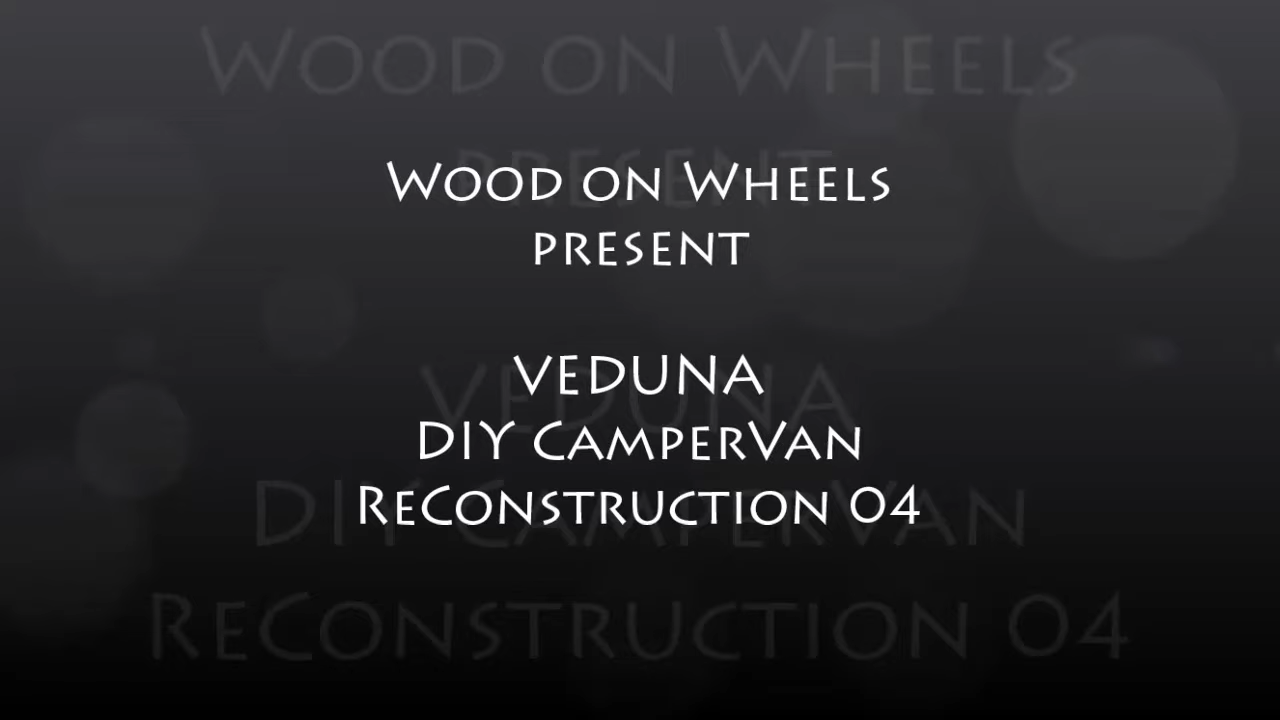 Wood on Wheels
present
VEDUNA
DIY CamperVan
ReConstruction 04